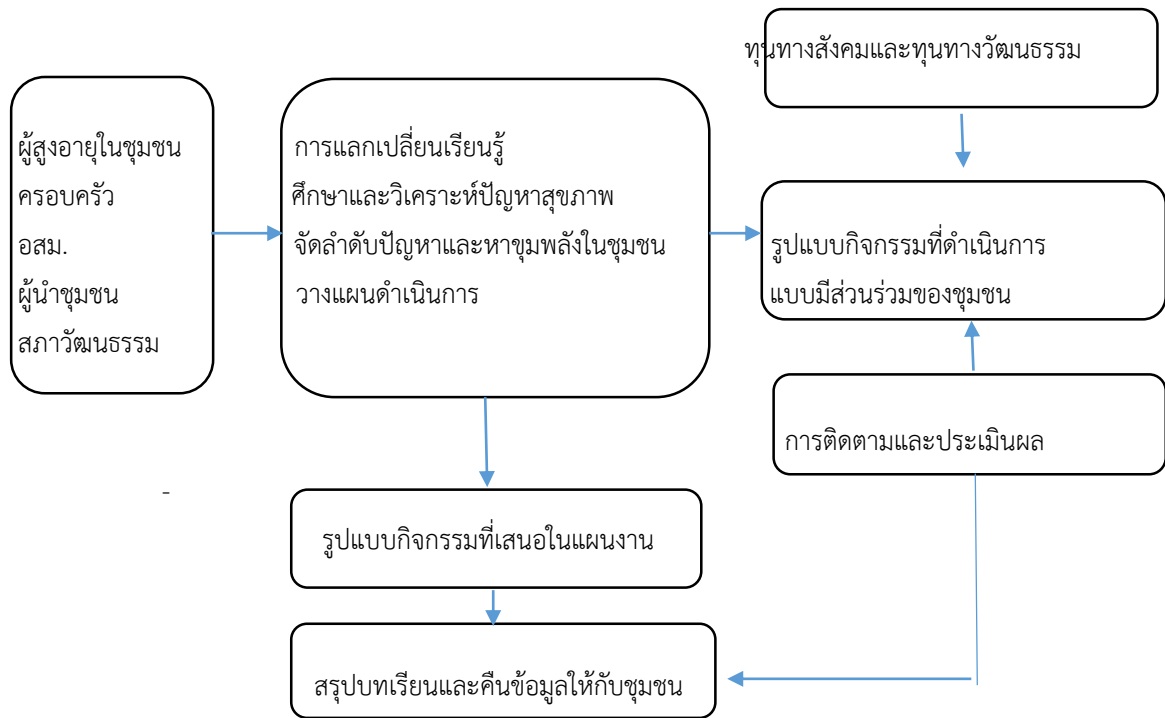 ทุนทางสังคมและทุนทางวัฒนธรรม
ผู้สูงอายุในชุมชน
ครอบครัว
อสม.
ผู้นำชุมชน
สภาวัฒนธรรม
การแลกเปลี่ยนเรียนรู้
ศึกษาและวิเคราะห์ปัญหาสุขภาพ
จัดลำดับปัญหาและหาขุมพลังในชุมชน
วางแผนดำเนินการ
รูปแบบกิจกรรมที่ดำเนินการ
แบบมีส่วนร่วมของชุมชน
การติดตามและประเมินผล
-
รูปแบบกิจกรรมที่เสนอในแผนงาน
สรุปบทเรียนและคืนข้อมูลให้กับชุมชน